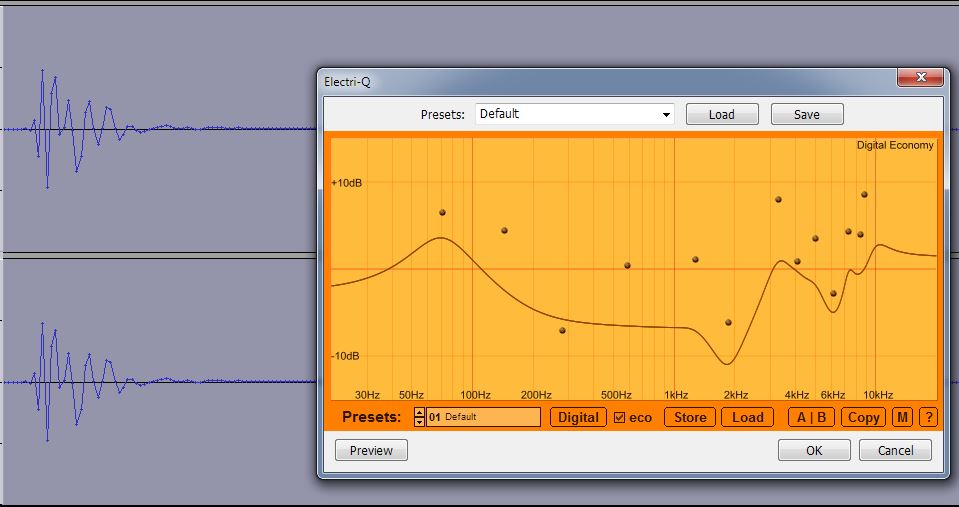 Electri-Q
Presets: Default Load Save
Digital Economy
+10dB
-10dB
30Hz 50Hz 100Hz 200Hz 500Hz 1kHz 2kHz 4kHz 6kHz 10kHz
Presets: 01 Default Digital eco Store Load A | B Copy M ?
Preview OK Cancel